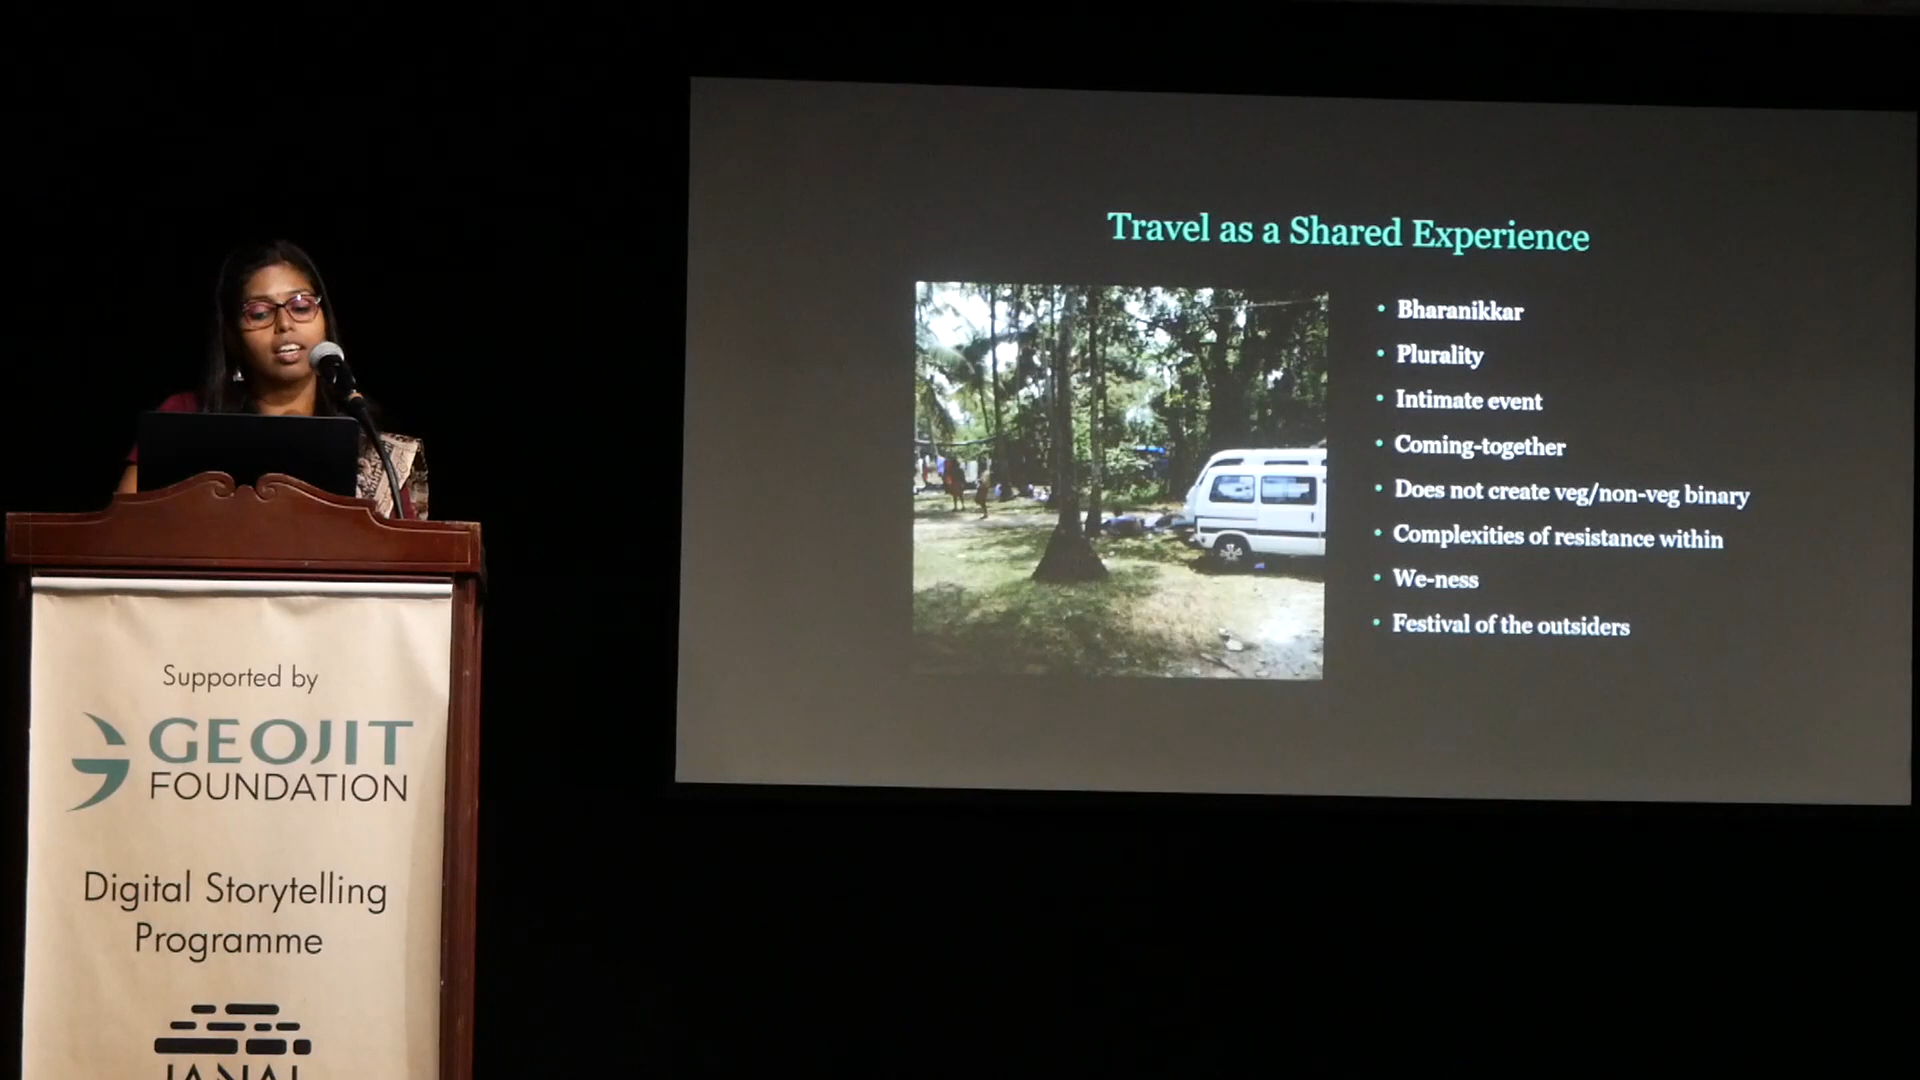 Travel as a Shared Experience
• Bharanikkar
• Plurality
• Intimate event
• Coming-together
• Does not create veg/non-veg binary
• Complexities of resistance within
• We-ness
• Festival of the outsiders
Supported by
GEOJIT
FOUNDATION
Digital Storytelling
Programme